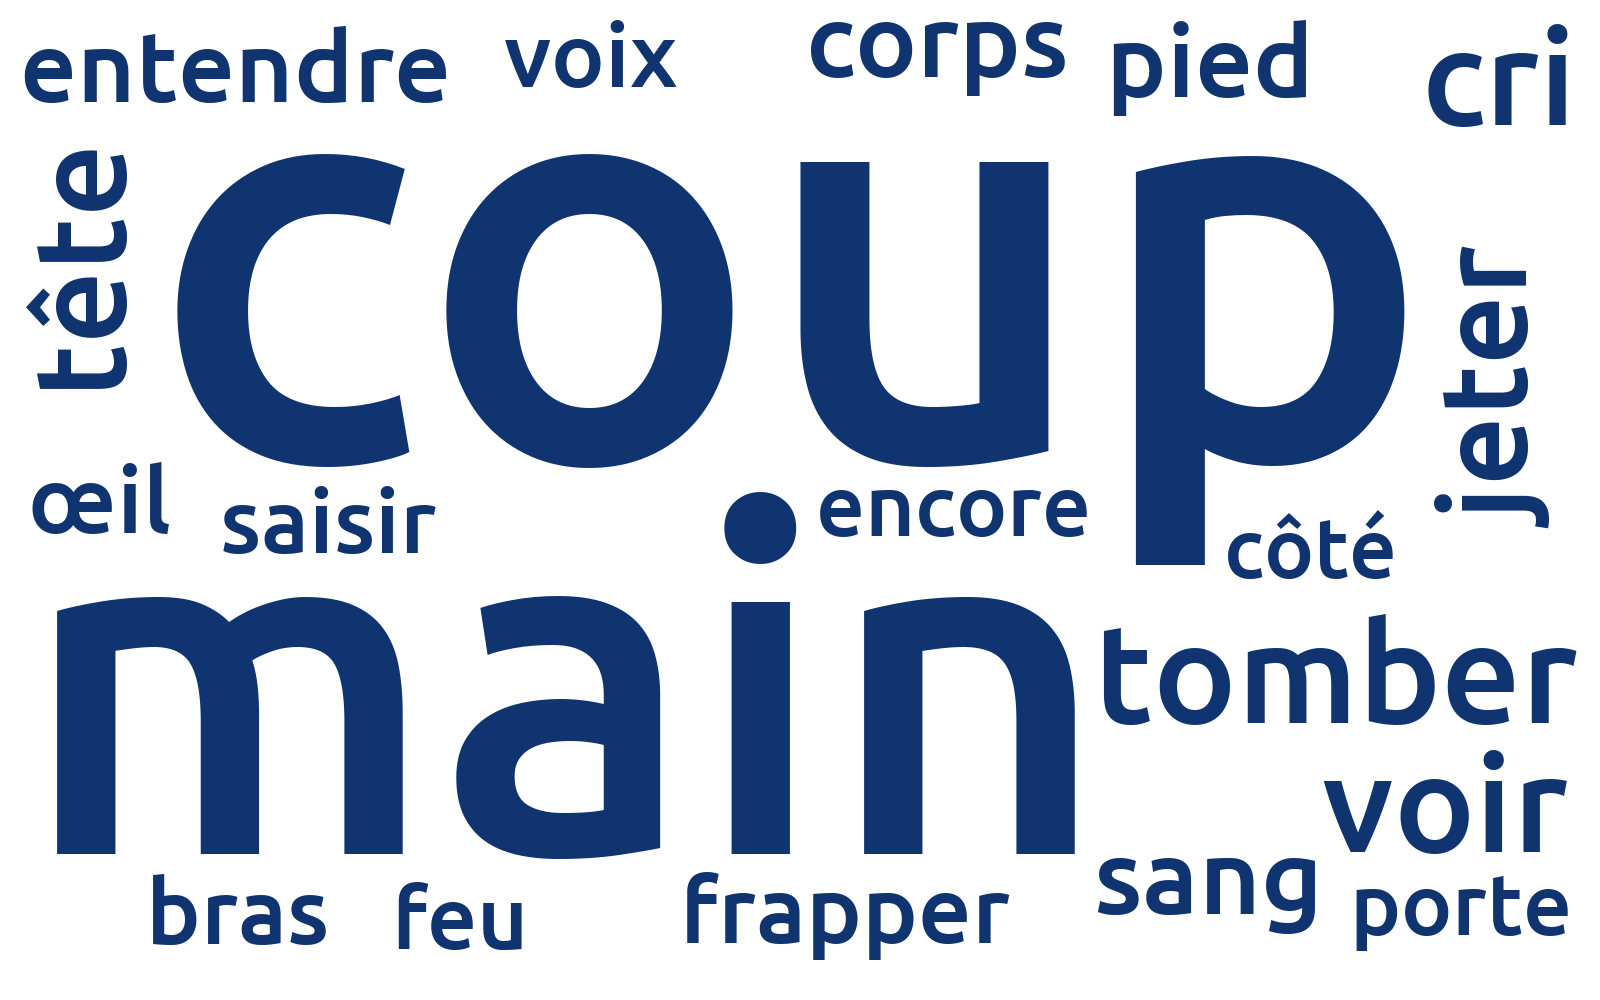 entendre
voix
corps
pied
cri
tête
coup
jeter
œil
saisir
encore
côté
main
tomber
voir
sang
porte
bras
feu
frapper